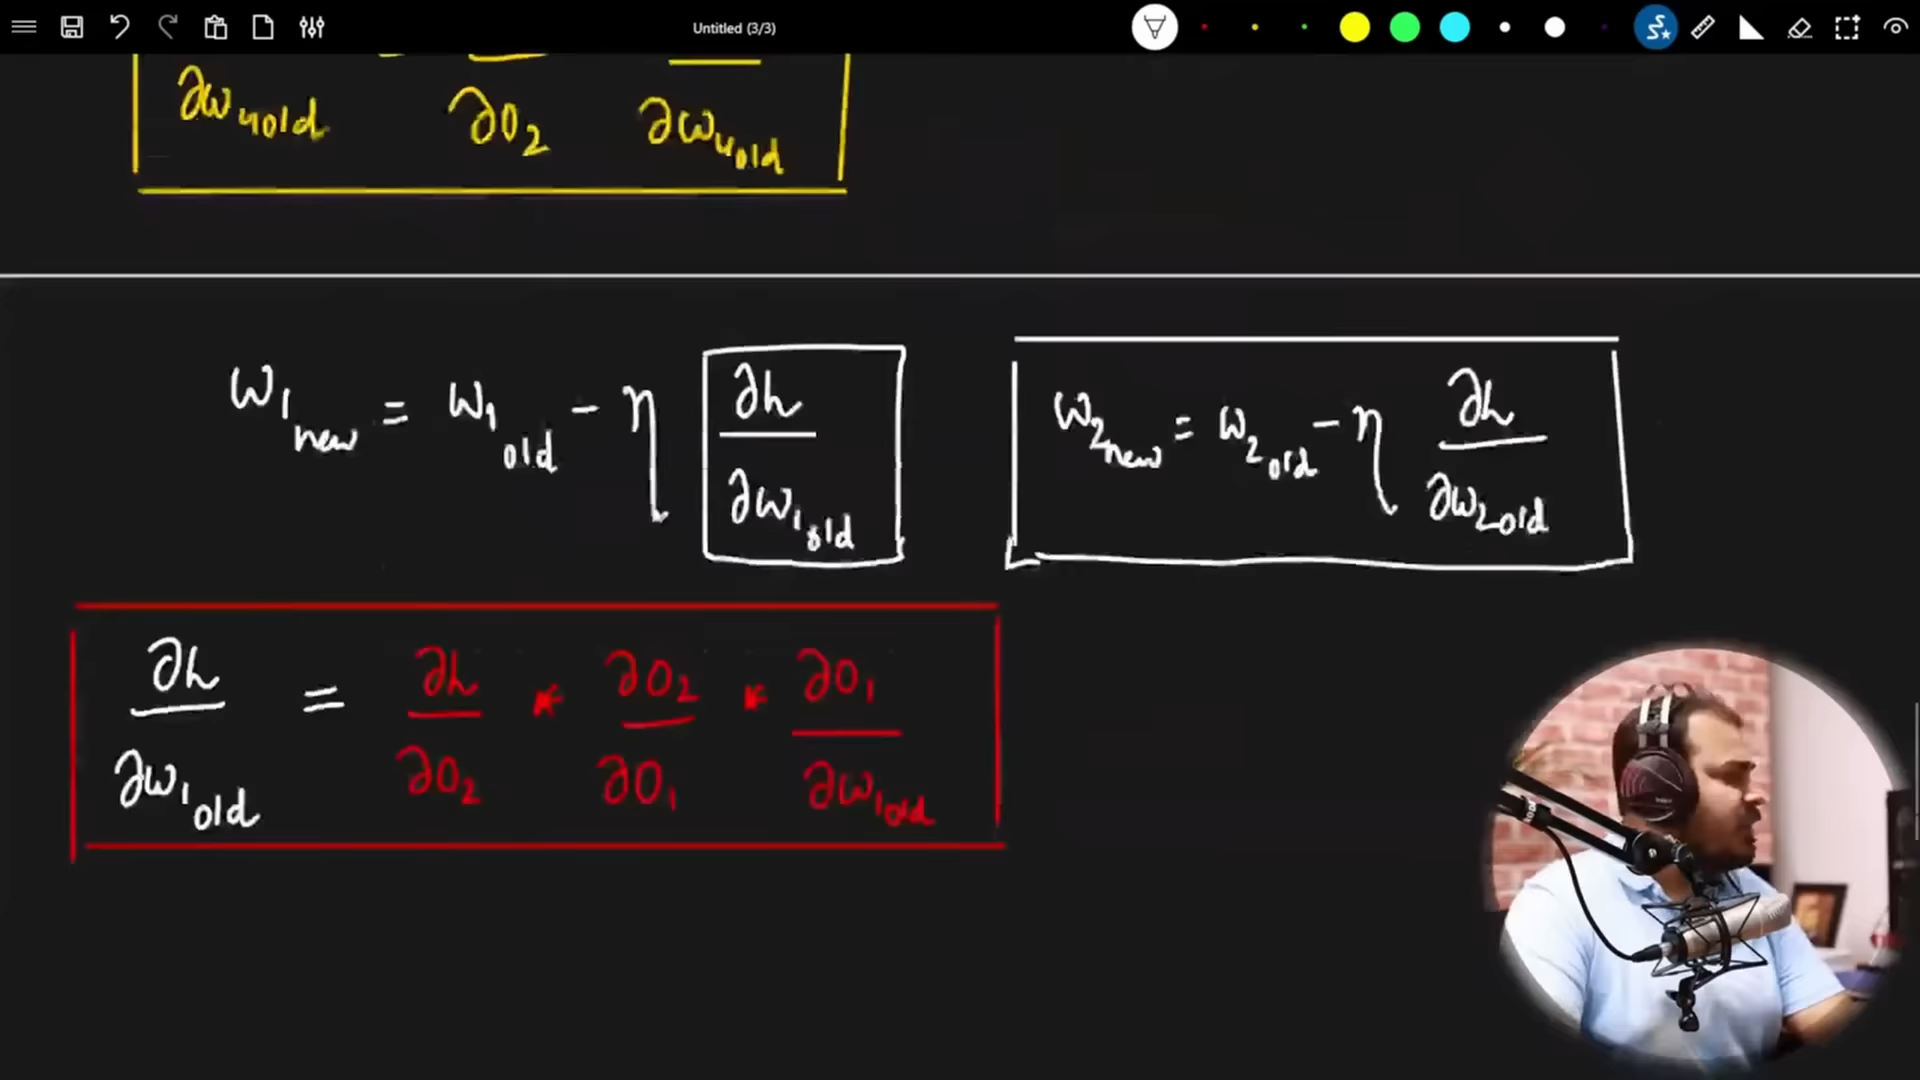 Untitled (3/3)
∂w₄old ∂O₂ ∂w₄old
w₁new = w₁old - η ∂L/∂w₁old
w₂new = w₂old - η ∂L/∂w₂old
∂L/∂w₁old = ∂L/∂O₂ * ∂O₂/∂O₁ * ∂O₁/∂w₁old